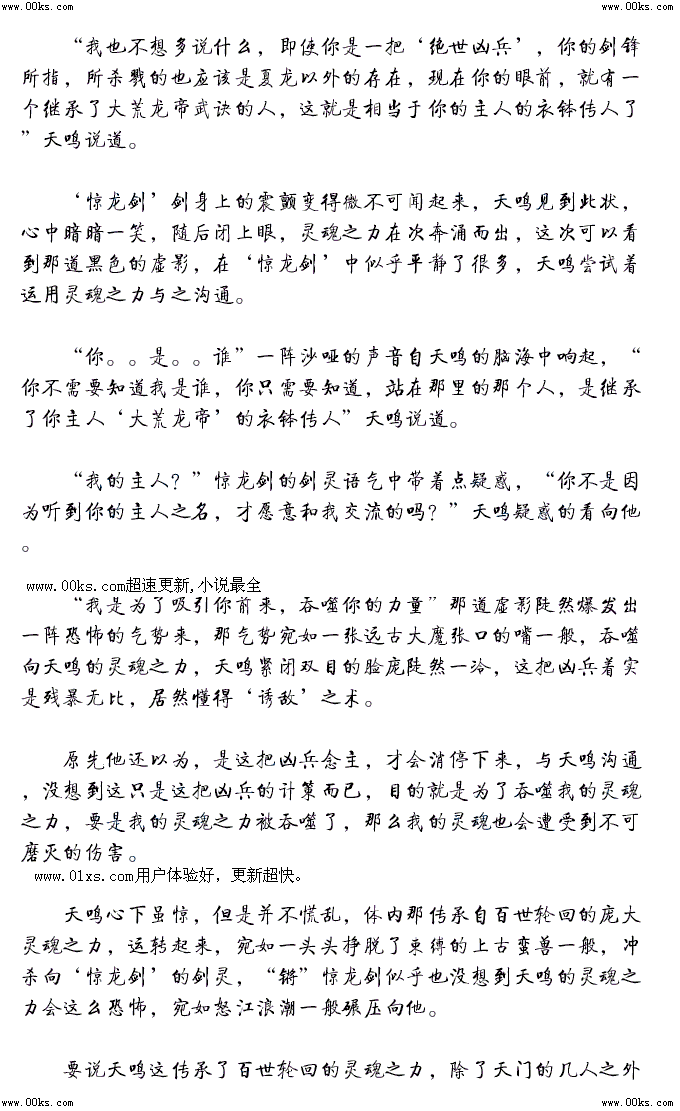 www.00ks.com www.00ks.com
“我也不想多说什么，即使你是一把‘绝世凶兵’，你的剑锋
所指，所杀戮的也应该是夏龙以外的存在，现在你的眼前，就有一
个继承了大荒龙帝武诀的人，这就是相当于你的主人的衣钵传人了
”天鸣说道。
‘惊龙剑’剑身上的震颤变得微不可闻起来，天鸣见到此状，
心中暗暗一笑，随后闭上眼，灵魂之力在次奔涌而出，这次可以看
到那道黑色的虚影，在‘惊龙剑’中似乎平静了很多，天鸣尝试着
运用灵魂之力与之沟通。
“你。。是。。谁”一阵沙哑的声音自天鸣的脑海中响起，“
你不需要知道我是谁，你只需要知道，站在那里的那个人，是继承
了你主人‘大荒龙帝’的衣钵传人”天鸣说道。
“我的主人？”惊龙剑的剑灵语气中带着点疑惑，“你不是因
为听到你的主人之名，才愿意和我交流的吗？”天鸣疑惑的看向他
。
www.00ks.com超速更新,小说最全
“我是为了吸引你前来，吞噬你的力量”那道虚影陡然爆发出
一阵恐怖的气势来，那气势宛如一张远古大魔张口的嘴一般，吞噬
向天鸣的灵魂之力，天鸣紧闭双目的脸庞陡然一冷，这把凶兵着实
是残暴无比，居然懂得‘诱敌’之术。
原先他还以为，是这把凶兵念主，才会消停下来，与天鸣沟通
，没想到这只是这把凶兵的计策而已，目的就是为了吞噬我的灵魂
之力，要是我的灵魂之力被吞噬了，那么我的灵魂也会遭受到不可
磨灭的伤害。
www.01xs.com用户体验好，更新超快。
天鸣心下虽惊，但是并不慌乱，体内那传承自百世轮回的庞大
灵魂之力，运转起来，宛如一头头挣脱了束缚的上古蛮兽一般，冲
杀向‘惊龙剑’的剑灵，“锵”惊龙剑似乎也没想到天鸣的灵魂之
力会这么恐怖，宛如怒江浪潮一般碾压向他。
要说天鸣这传承了百世轮回的灵魂之力，除了天门的几人之外
www.00ks.com www.00ks.com